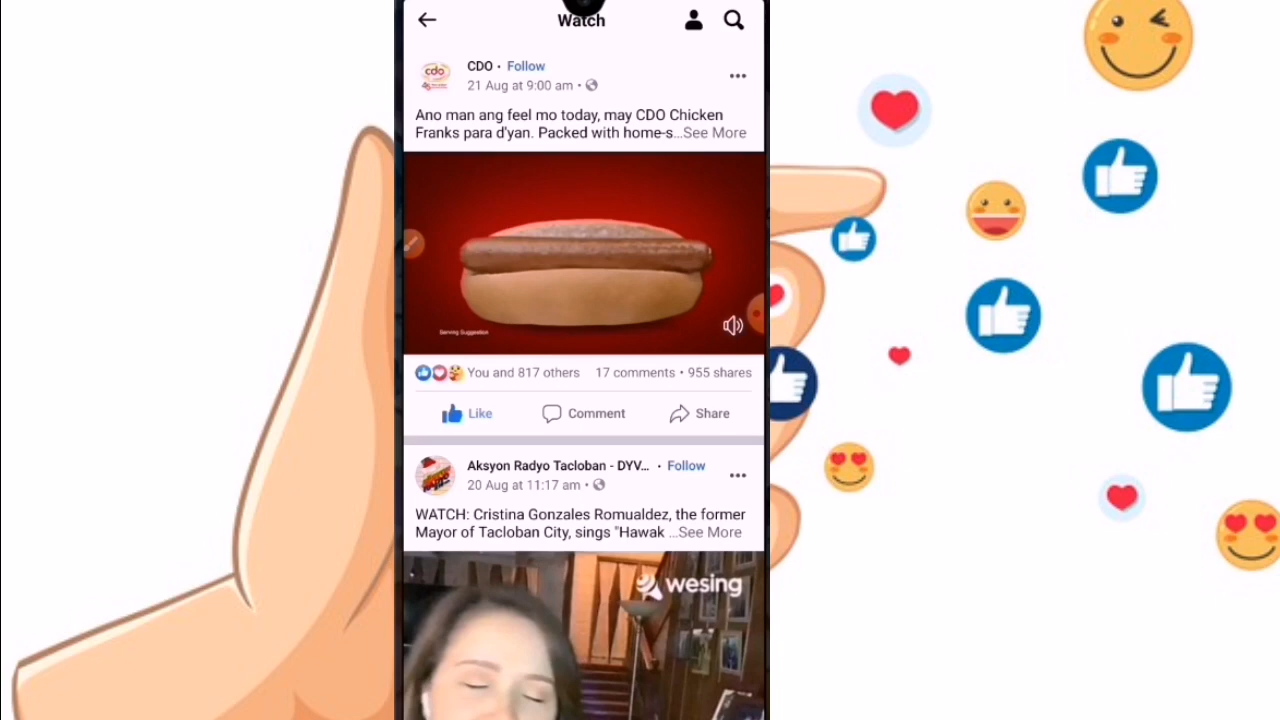 Watch
cdo
CDO · Follow
21 Aug at 9:00 am ·
Ano man ang feel mo today, may CDO Chicken
Franks para d'yan. Packed with home-s...See More
Serving Suggestion
You and 817 others 17 comments • 955 shares
Like Comment Share
Aksyon Radyo Tacloban - DYV... · Follow
20 Aug at 11:17 am ·
WATCH: Cristina Gonzales Romualdez, the former
Mayor of Tacloban City, sings "Hawak ...See More
wesing